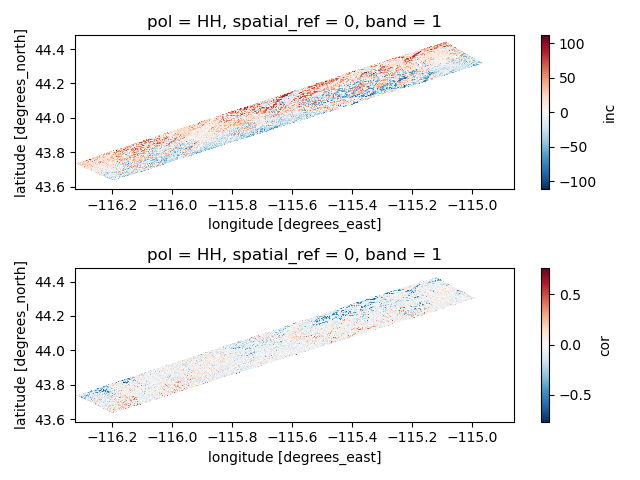 pol = HH, spatial_ref = 0, band = 1
44.4
44.2
44.0
43.8
43.6
latitude [degrees_north]
−116.2 −116.0 −115.8 −115.6 −115.4 −115.2 −115.0
longitude [degrees_east]
100
50
0
−50
−100
inc
pol = HH, spatial_ref = 0, band = 1
44.4
44.2
44.0
43.8
43.6
latitude [degrees_north]
−116.2 −116.0 −115.8 −115.6 −115.4 −115.2 −115.0
longitude [degrees_east]
0.5
0.0
−0.5
cor